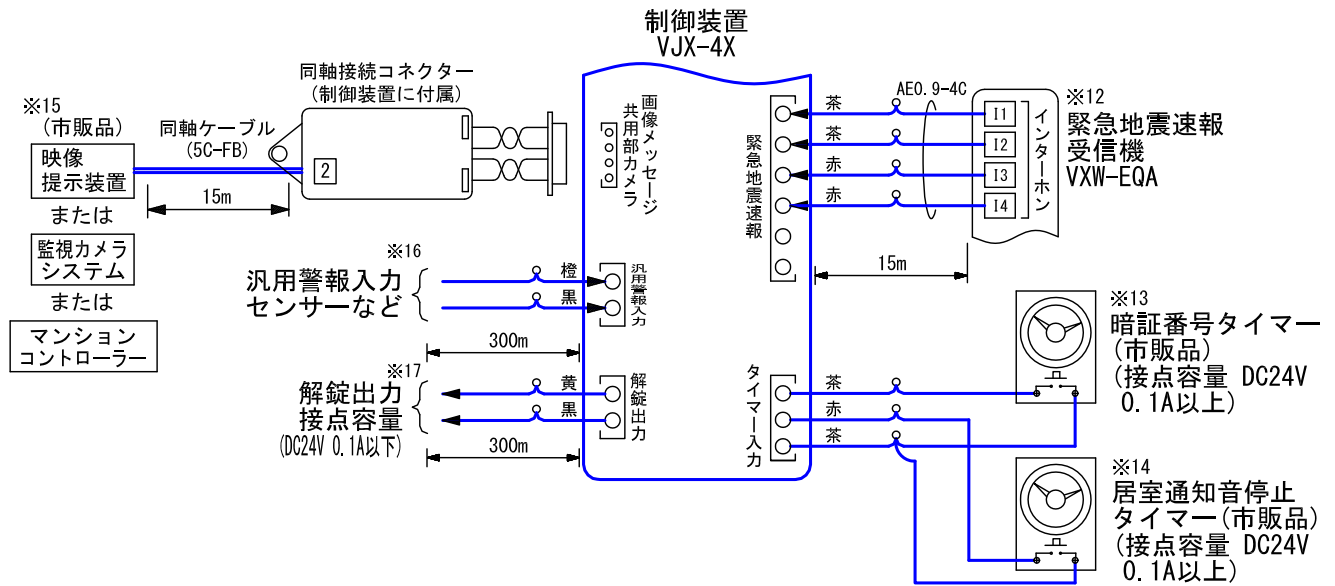 制御装置
VJX-4X
同軸接続コネクター
(制御装置に付属)
※15
(市販品)
映像
提示装置
または
監視カメラ
システム
または
マンション
コントローラー
同軸ケーブル
(5C-FB)
15m
2
画像メッセージ
共用部カメラ
緊急地震速報
茶
茶
赤
赤
AE0.9-4C
I1
I2
I3
I4
インターホン
※12
緊急地震速報
受信機
VXW-EQA
15m
※16
汎用警報入力
センサーなど
橙
黒
汎用警報入力
300m
※17
解錠出力
接点容量
(DC24V 0.1A以下)
黄
黒
解錠出力
300m
タイマー入力
茶
赤
茶
※13
暗証番号タイマー
(市販品)
(接点容量 DC24V
0.1A以上)
※14
居室通知音停止
タイマー(市販品)
(接点容量 DC24V
0.1A以上)